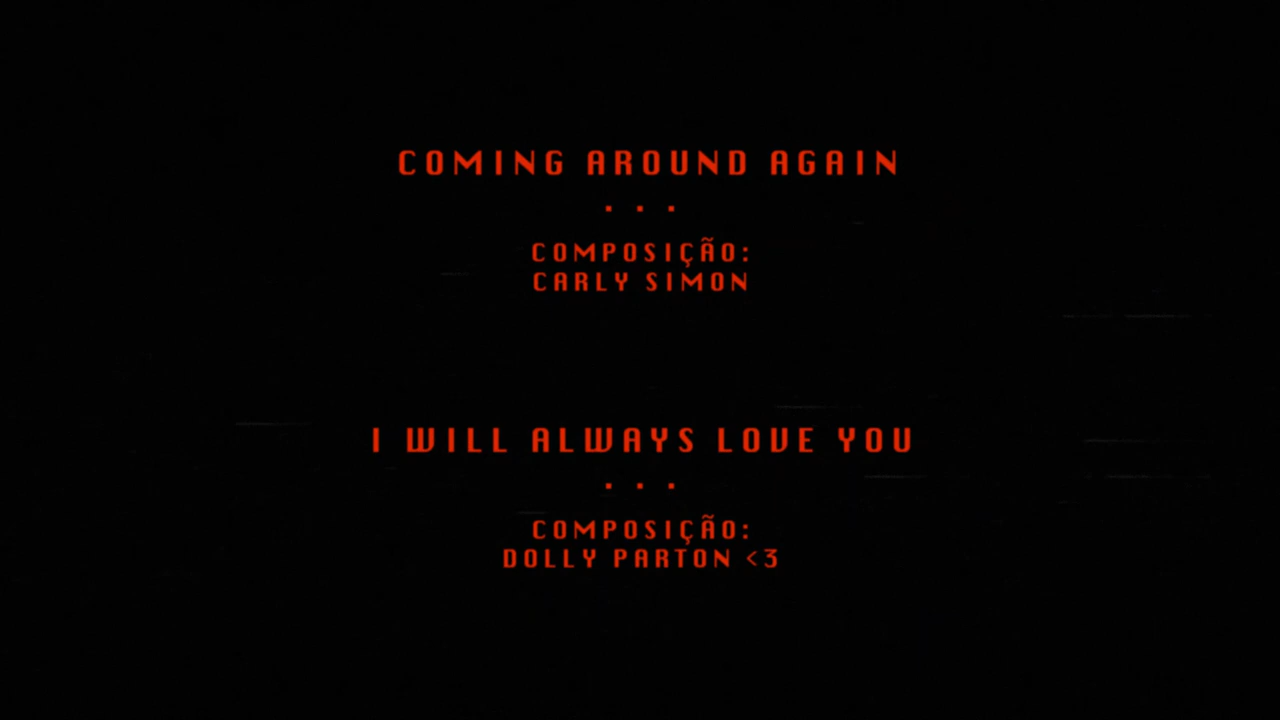 COMING AROUND AGAIN
. . .
COMPOSIÇÃO:
CARLY SIMON
I WILL ALWAYS LOVE YOU
. . .
COMPOSIÇÃO:
DOLLY PARTON <3